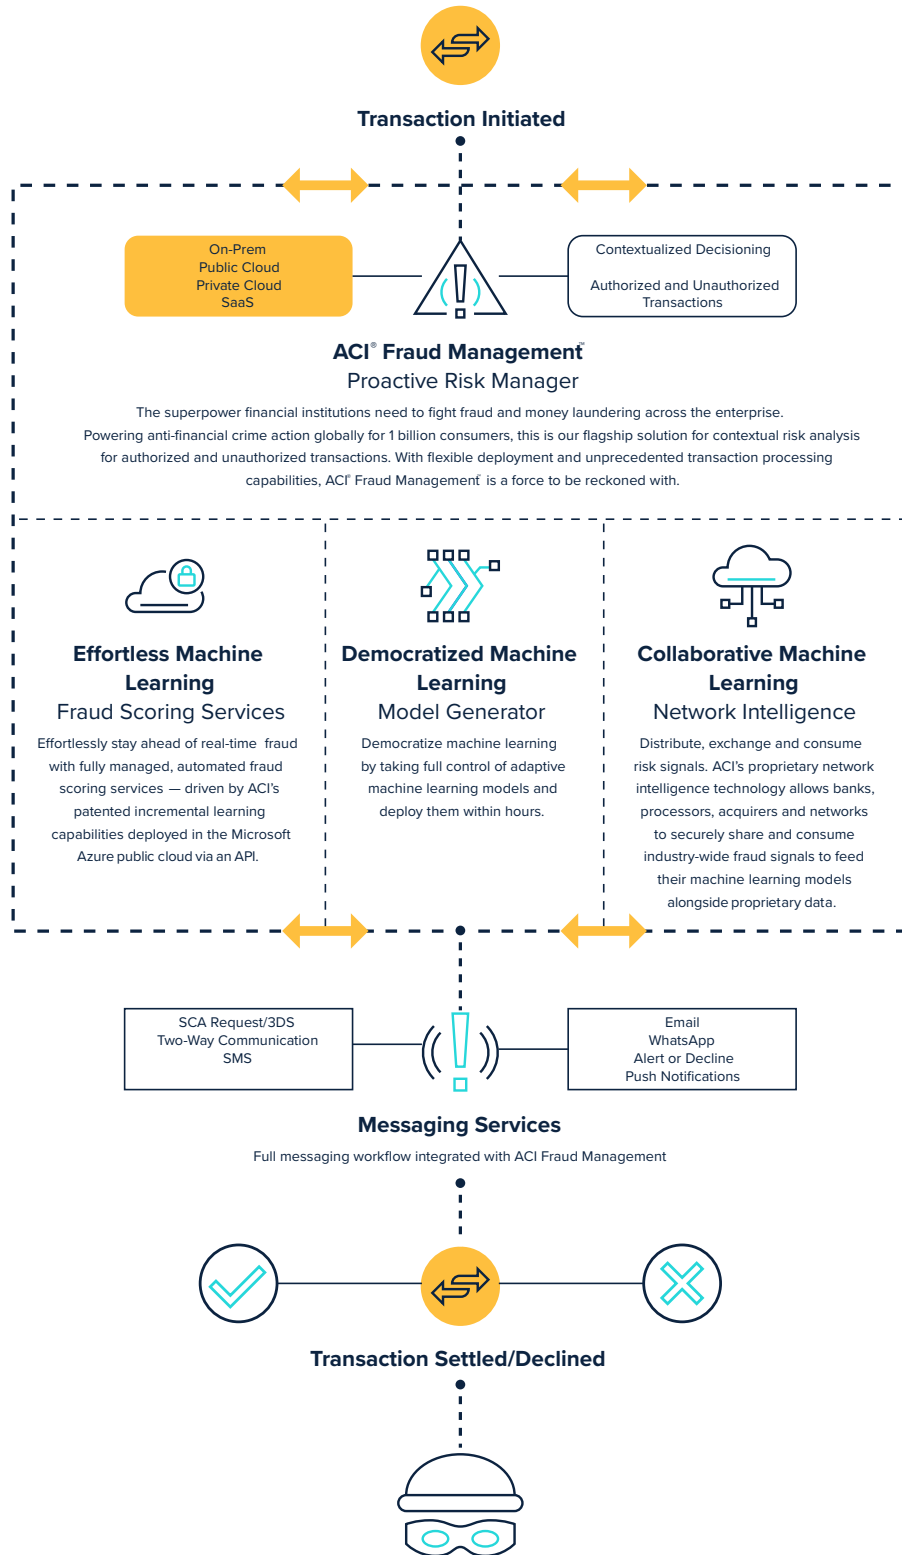 Transaction Initiated
On-Prem
Public Cloud
Private Cloud
SaaS
Contextualized Decisioning
Authorized and Unauthorized
Transactions
ACI® Fraud Management℠
Proactive Risk Manager
The superpower financial institutions need to fight fraud and money laundering across the enterprise.
Powering anti-financial crime action globally for 1 billion consumers, this is our flagship solution for contextual risk analysis
for authorized and unauthorized transactions. With flexible deployment and unprecedented transaction processing
capabilities, ACI® Fraud Management℠ is a force to be reckoned with.
Effortless Machine
Learning
Fraud Scoring Services
Effortlessly stay ahead of real-time fraud
with fully managed, automated fraud
scoring services — driven by ACI’s
patented incremental learning
capabilities deployed in the Microsoft
Azure public cloud via an API.
Democratized Machine
Learning
Model Generator
Democratize machine learning
by taking full control of adaptive
machine learning models and
deploy them within hours.
Collaborative Machine
Learning
Network Intelligence
Distribute, exchange and consume
risk signals. ACI’s proprietary network
intelligence technology allows banks,
processors, acquirers and networks
to securely share and consume
industry-wide fraud signals to feed
their machine learning models
alongside proprietary data.
SCA Request/3DS
Two-Way Communication
SMS
Email
WhatsApp
Alert or Decline
Push Notifications
Messaging Services
Full messaging workflow integrated with ACI Fraud Management
Transaction Settled/Declined